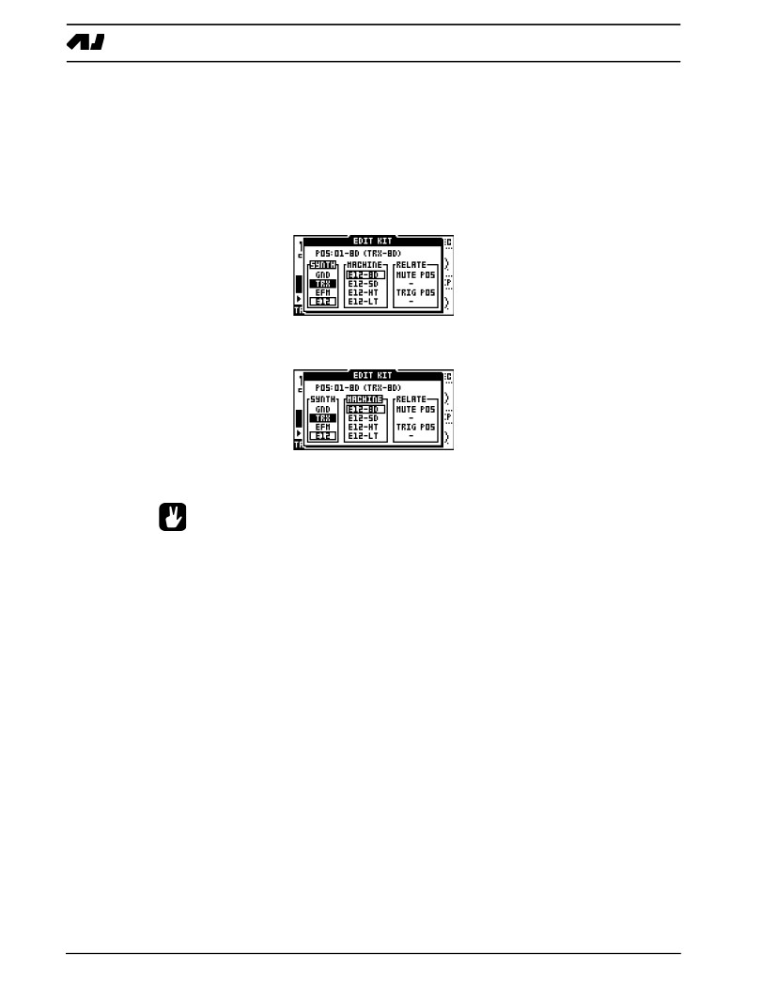 EDIT KIT
POS:01-BD (TRX-BD)
SYNTH MACHINE RELATE
GND E12-BD MUTE POS
TRX E12-SD -
EFM E12-HT TRIG POS
E12 E12-LT -
EDIT KIT
POS:01-BD (TRX-BD)
SYNTH MACHINE RELATE
GND E12-BD MUTE POS
TRX E12-SD -
EFM E12-HT TRIG POS
E12 E12-LT -